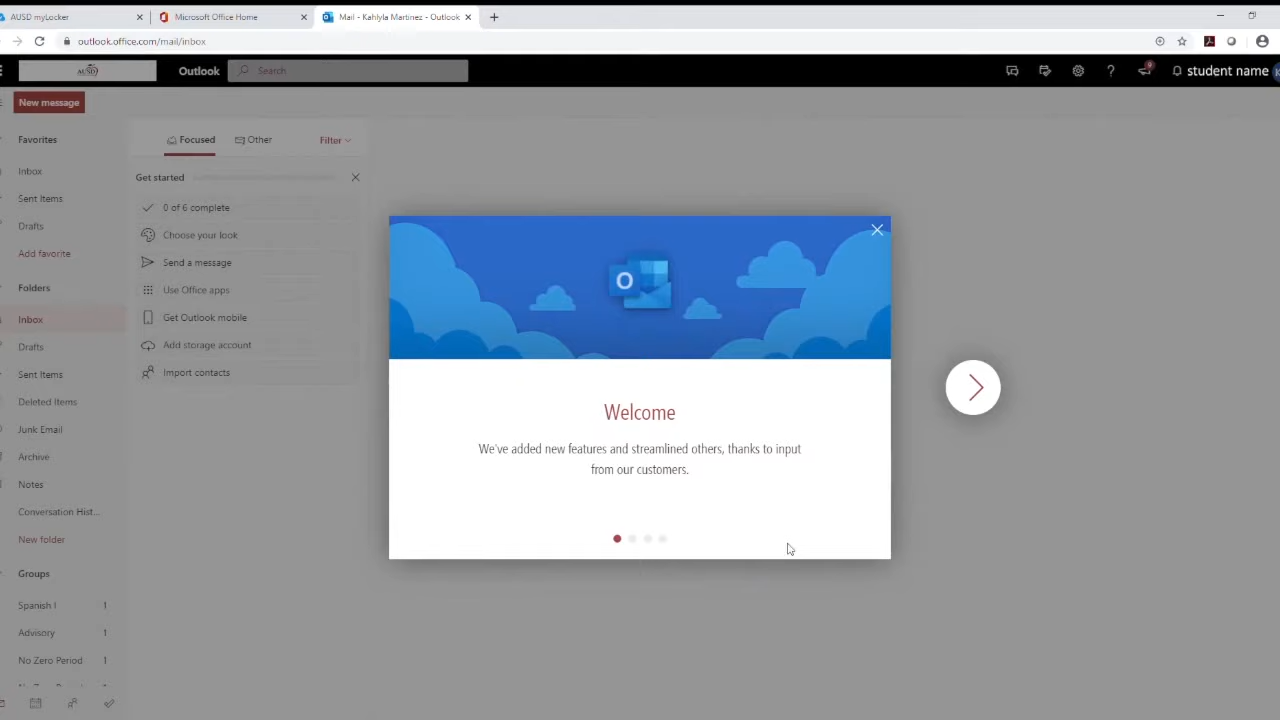 AUSD myLocker
Microsoft Office Home
Mail - Kahlyla Martinez - Outlook
outlook.office.com/mail/inbox
AUSD
Outlook
Search
9
student name
New message
Favorites
Inbox
Sent Items
Drafts
Add favorite
Folders
Inbox
Drafts
Sent Items
Deleted Items
Junk Email
Archive
Notes
Conversation Hist...
New folder
Groups
Spanish I 1
Advisory 1
No Zero Period 1
Focused
Other
Filter
Get started
0 of 6 complete
Choose your look
Send a message
Use Office apps
Get Outlook mobile
Add storage account
Import contacts
O
Welcome
We've added new features and streamlined others, thanks to input
from our customers.